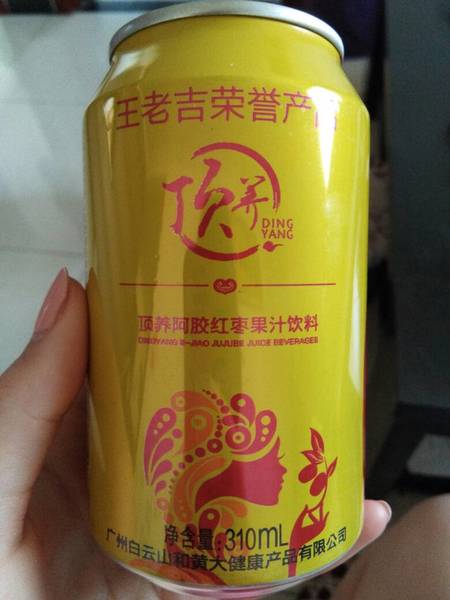 王老吉荣誉产品
顶养
DING
YANG
顶养阿胶红枣果汁饮料
DINGYANG E-JIAO JUJUBE JUICE BEVERAGES
净含量:310mL
广州白云山和黄大健康产品有限公司